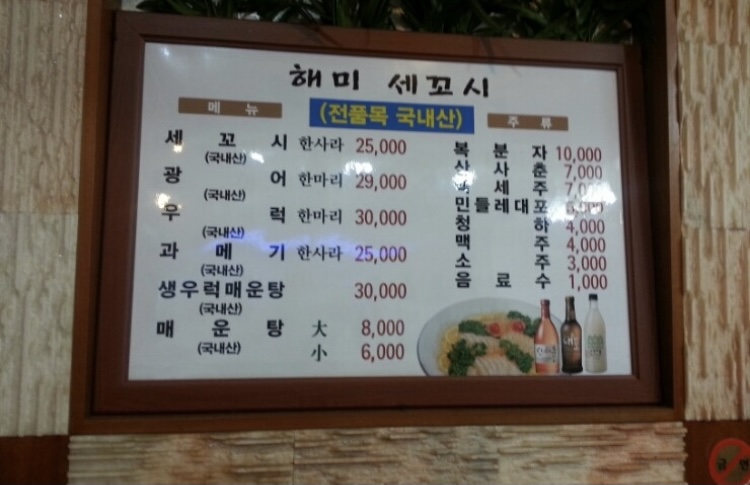 해미 세꼬시
메뉴
(전품목 국내산)
주류
세꼬시 한사라 25,000
(국내산)
광어 한마리 29,000
(국내산)
우럭 한마리 30,000
(국내산)
과메기 한사라 25,000
(국내산)
생우럭매운탕 30,000
(국내산)
매운탕 大 8,000
(국내산) 小 6,000
복분자 10,000
산사춘 7,000
세주
민들레대포
청하 4,000
맥주 4,000
소주 3,000
음료수 1,000